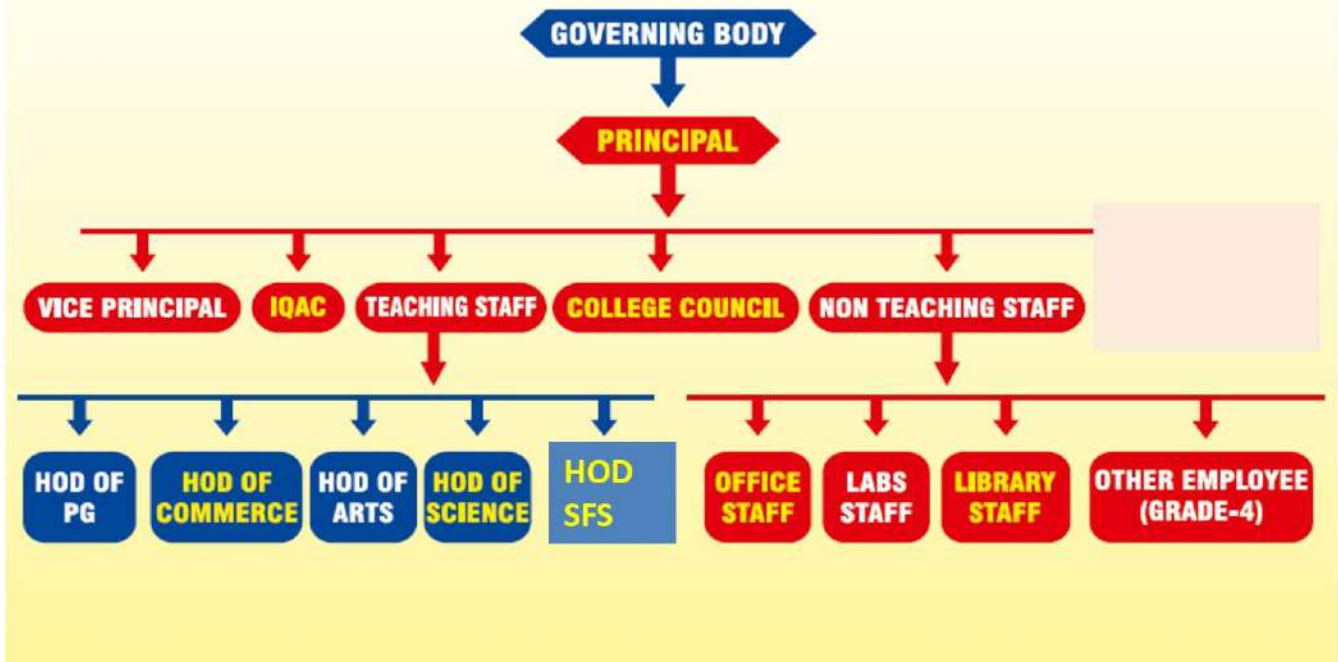 GOVERNING BODY
PRINCIPAL
VICE PRINCIPAL
IQAC
TEACHING STAFF
COLLEGE COUNCIL
NON TEACHING STAFF
HOD OF
PG
HOD OF
COMMERCE
HOD OF
ARTS
HOD OF
SCIENCE
HOD
SFS
OFFICE
STAFF
LABS
STAFF
LIBRARY
STAFF
OTHER EMPLOYEE
(GRADE-4)